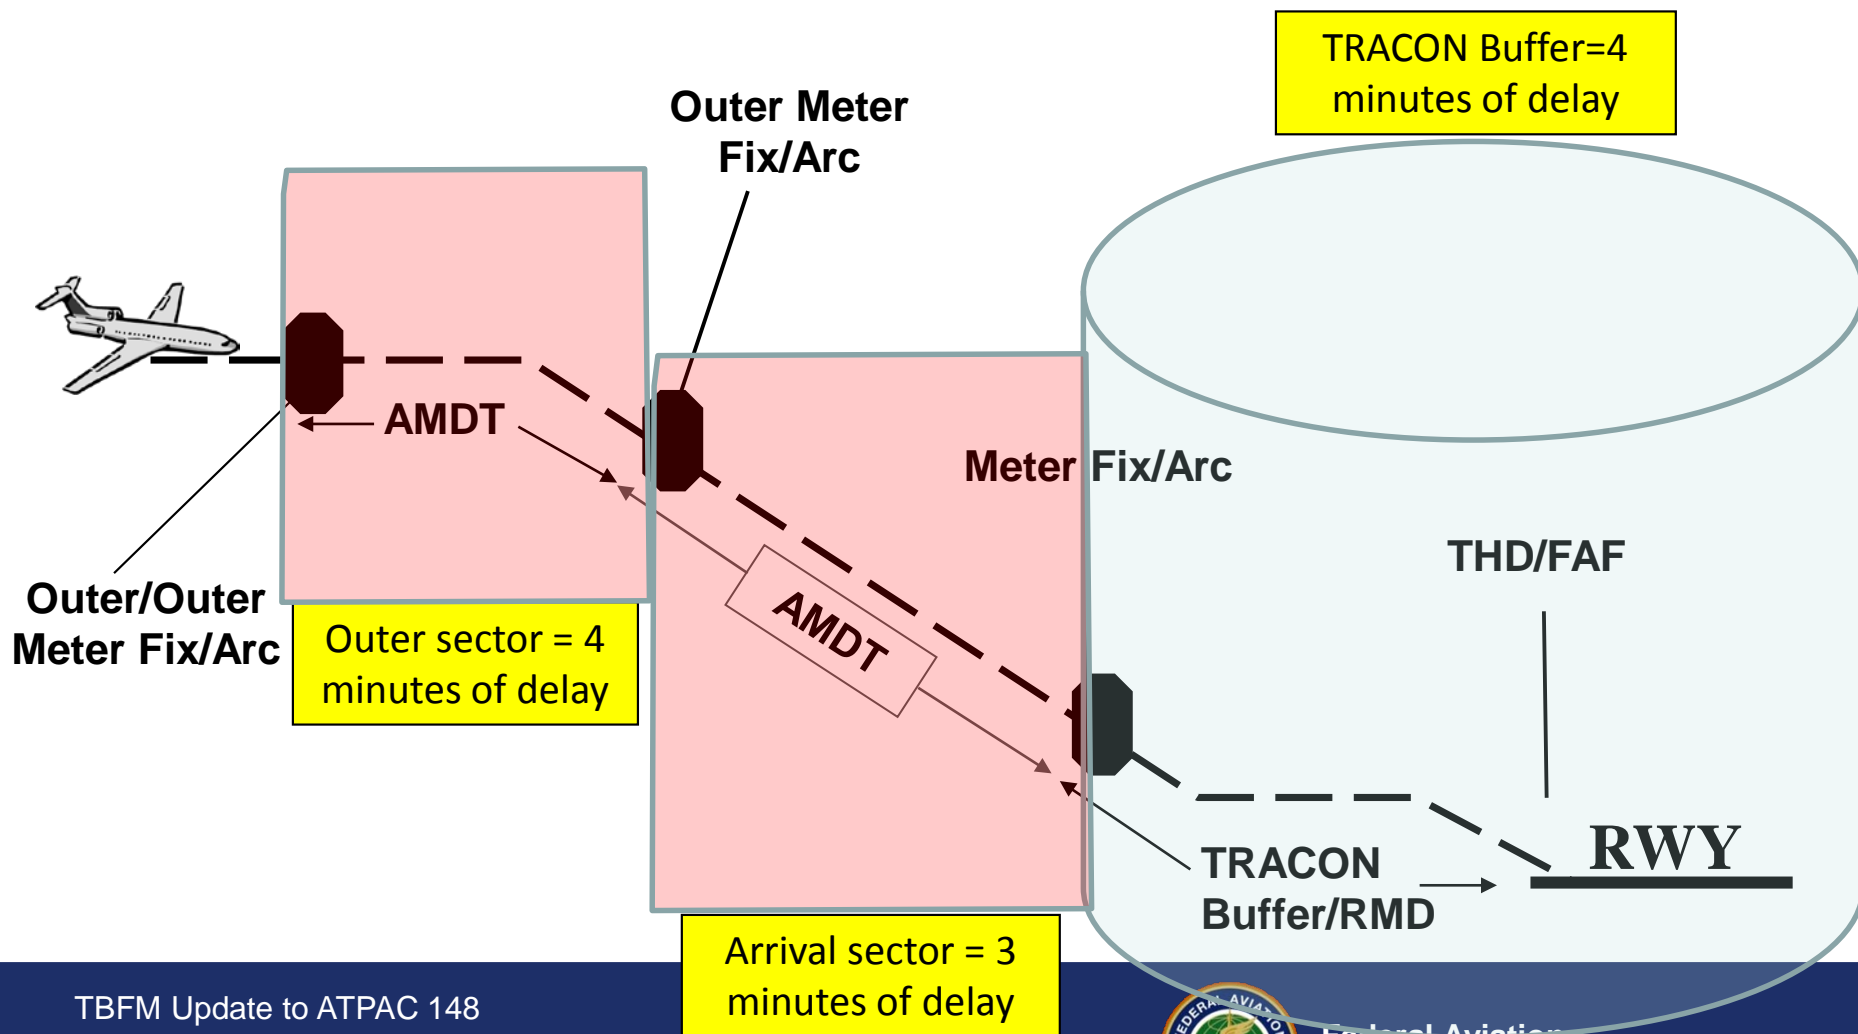 TRACON Buffer=4
minutes of delay
Outer Meter
Fix/Arc
AMDT
Meter Fix/Arc
THD/FAF
Outer/Outer
Meter Fix/Arc
Outer sector = 4
minutes of delay
AMDT
RWY
TRACON
Buffer/RMD
Arrival sector = 3
minutes of delay
TBFM Update to ATPAC 148
Federal Aviation